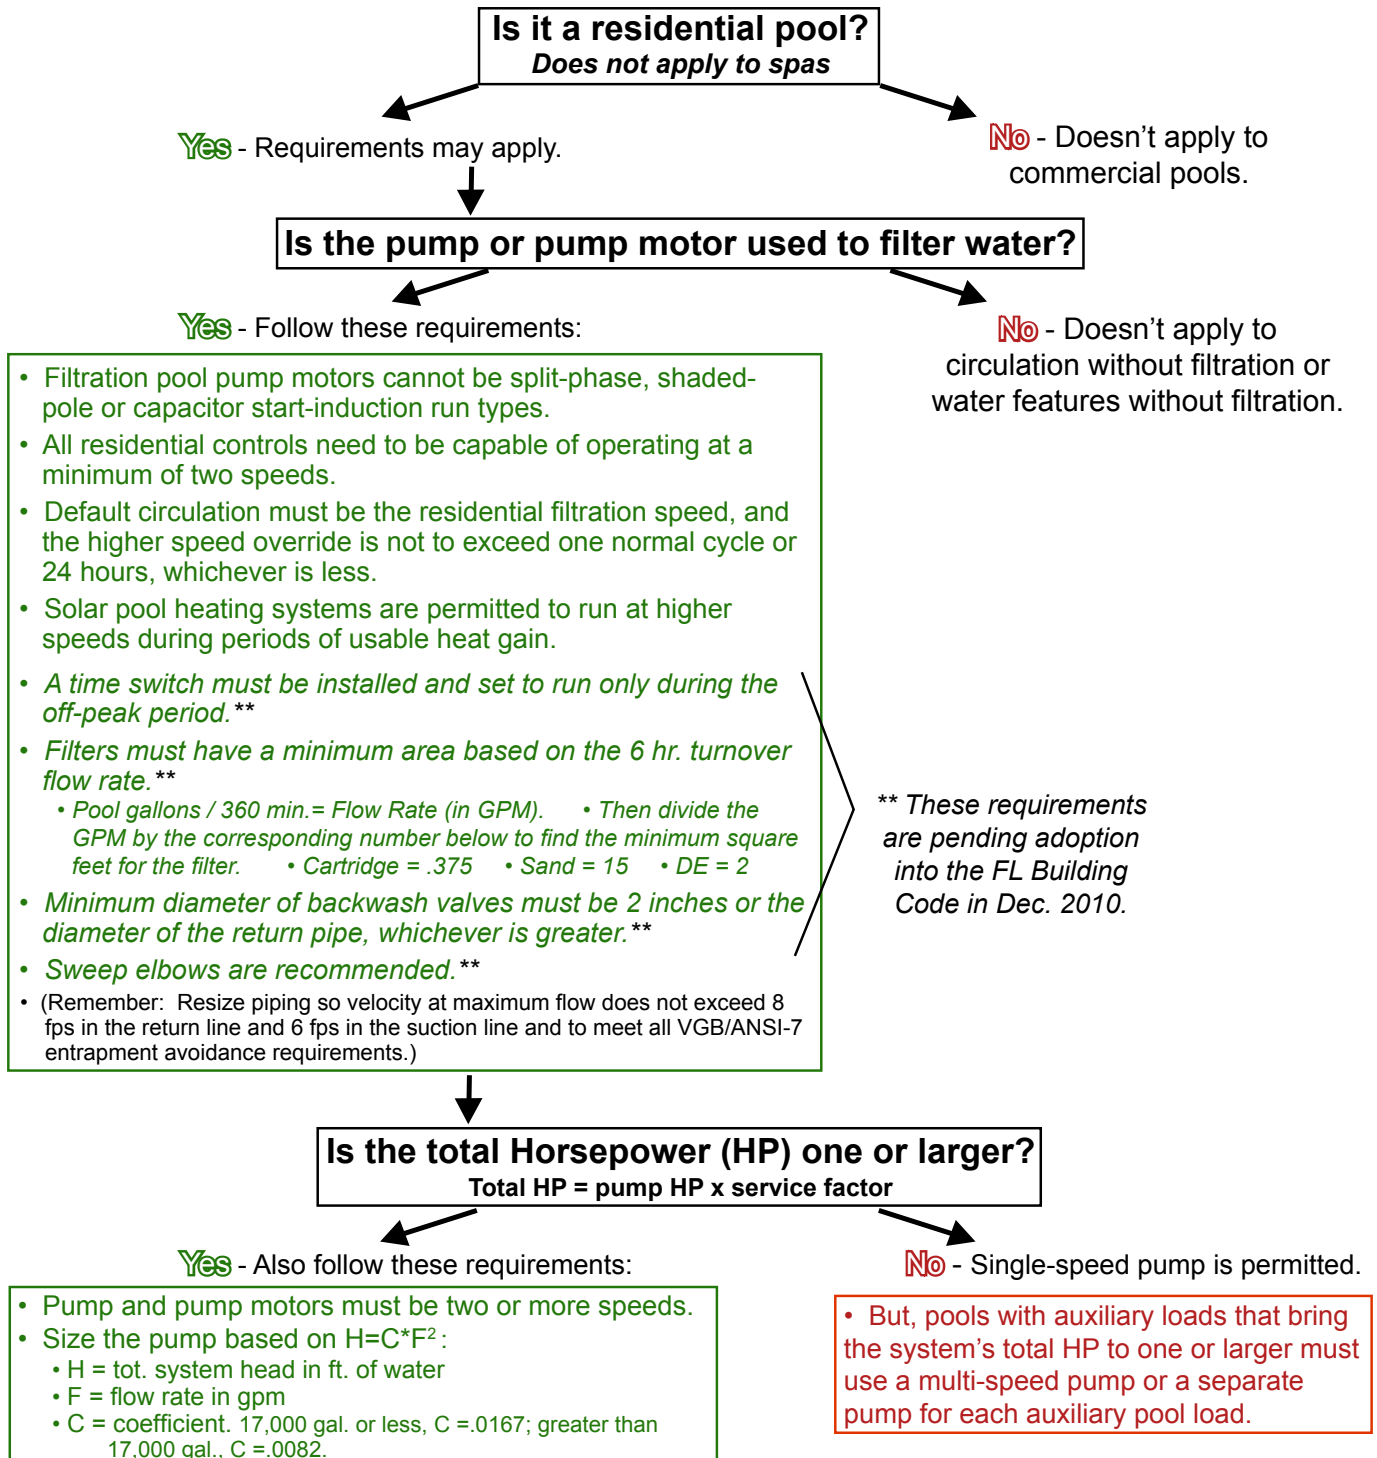 Is it a residential pool?
Does not apply to spas
Yes - Requirements may apply.
No - Doesn't apply to
commercial pools.
Is the pump or pump motor used to filter water?
Yes - Follow these requirements:
No - Doesn't apply to
circulation without filtration or
water features without filtration.
• Filtration pool pump motors cannot be split-phase, shaded-
pole or capacitor start-induction run types.
• All residential controls need to be capable of operating at a
minimum of two speeds.
• Default circulation must be the residential filtration speed, and
the higher speed override is not to exceed one normal cycle or
24 hours, whichever is less.
• Solar pool heating systems are permitted to run at higher
speeds during periods of usable heat gain.
• A time switch must be installed and set to run only during the
off-peak period.**
• Filters must have a minimum area based on the 6 hr. turnover
flow rate.**
• Pool gallons / 360 min.= Flow Rate (in GPM). • Then divide the
GPM by the corresponding number below to find the minimum square
feet for the filter. • Cartridge = .375 • Sand = 15 • DE = 2
• Minimum diameter of backwash valves must be 2 inches or the
diameter of the return pipe, whichever is greater.**
• Sweep elbows are recommended.**
• (Remember: Resize piping so velocity at maximum flow does not exceed 8
fps in the return line and 6 fps in the suction line and to meet all VGB/ANSI-7
entrapment avoidance requirements.)
** These requirements
are pending adoption
into the FL Building
Code in Dec. 2010.
Is the total Horsepower (HP) one or larger?
Total HP = pump HP x service factor
Yes - Also follow these requirements:
No - Single-speed pump is permitted.
• Pump and pump motors must be two or more speeds.
• Size the pump based on H=C*F²:
• H = tot. system head in ft. of water
• F = flow rate in gpm
• C = coefficient. 17,000 gal. or less, C =.0167; greater than
17,000 gal., C =.0082.
• But, pools with auxiliary loads that bring
the system's total HP to one or larger must
use a multi-speed pump or a separate
pump for each auxiliary pool load.